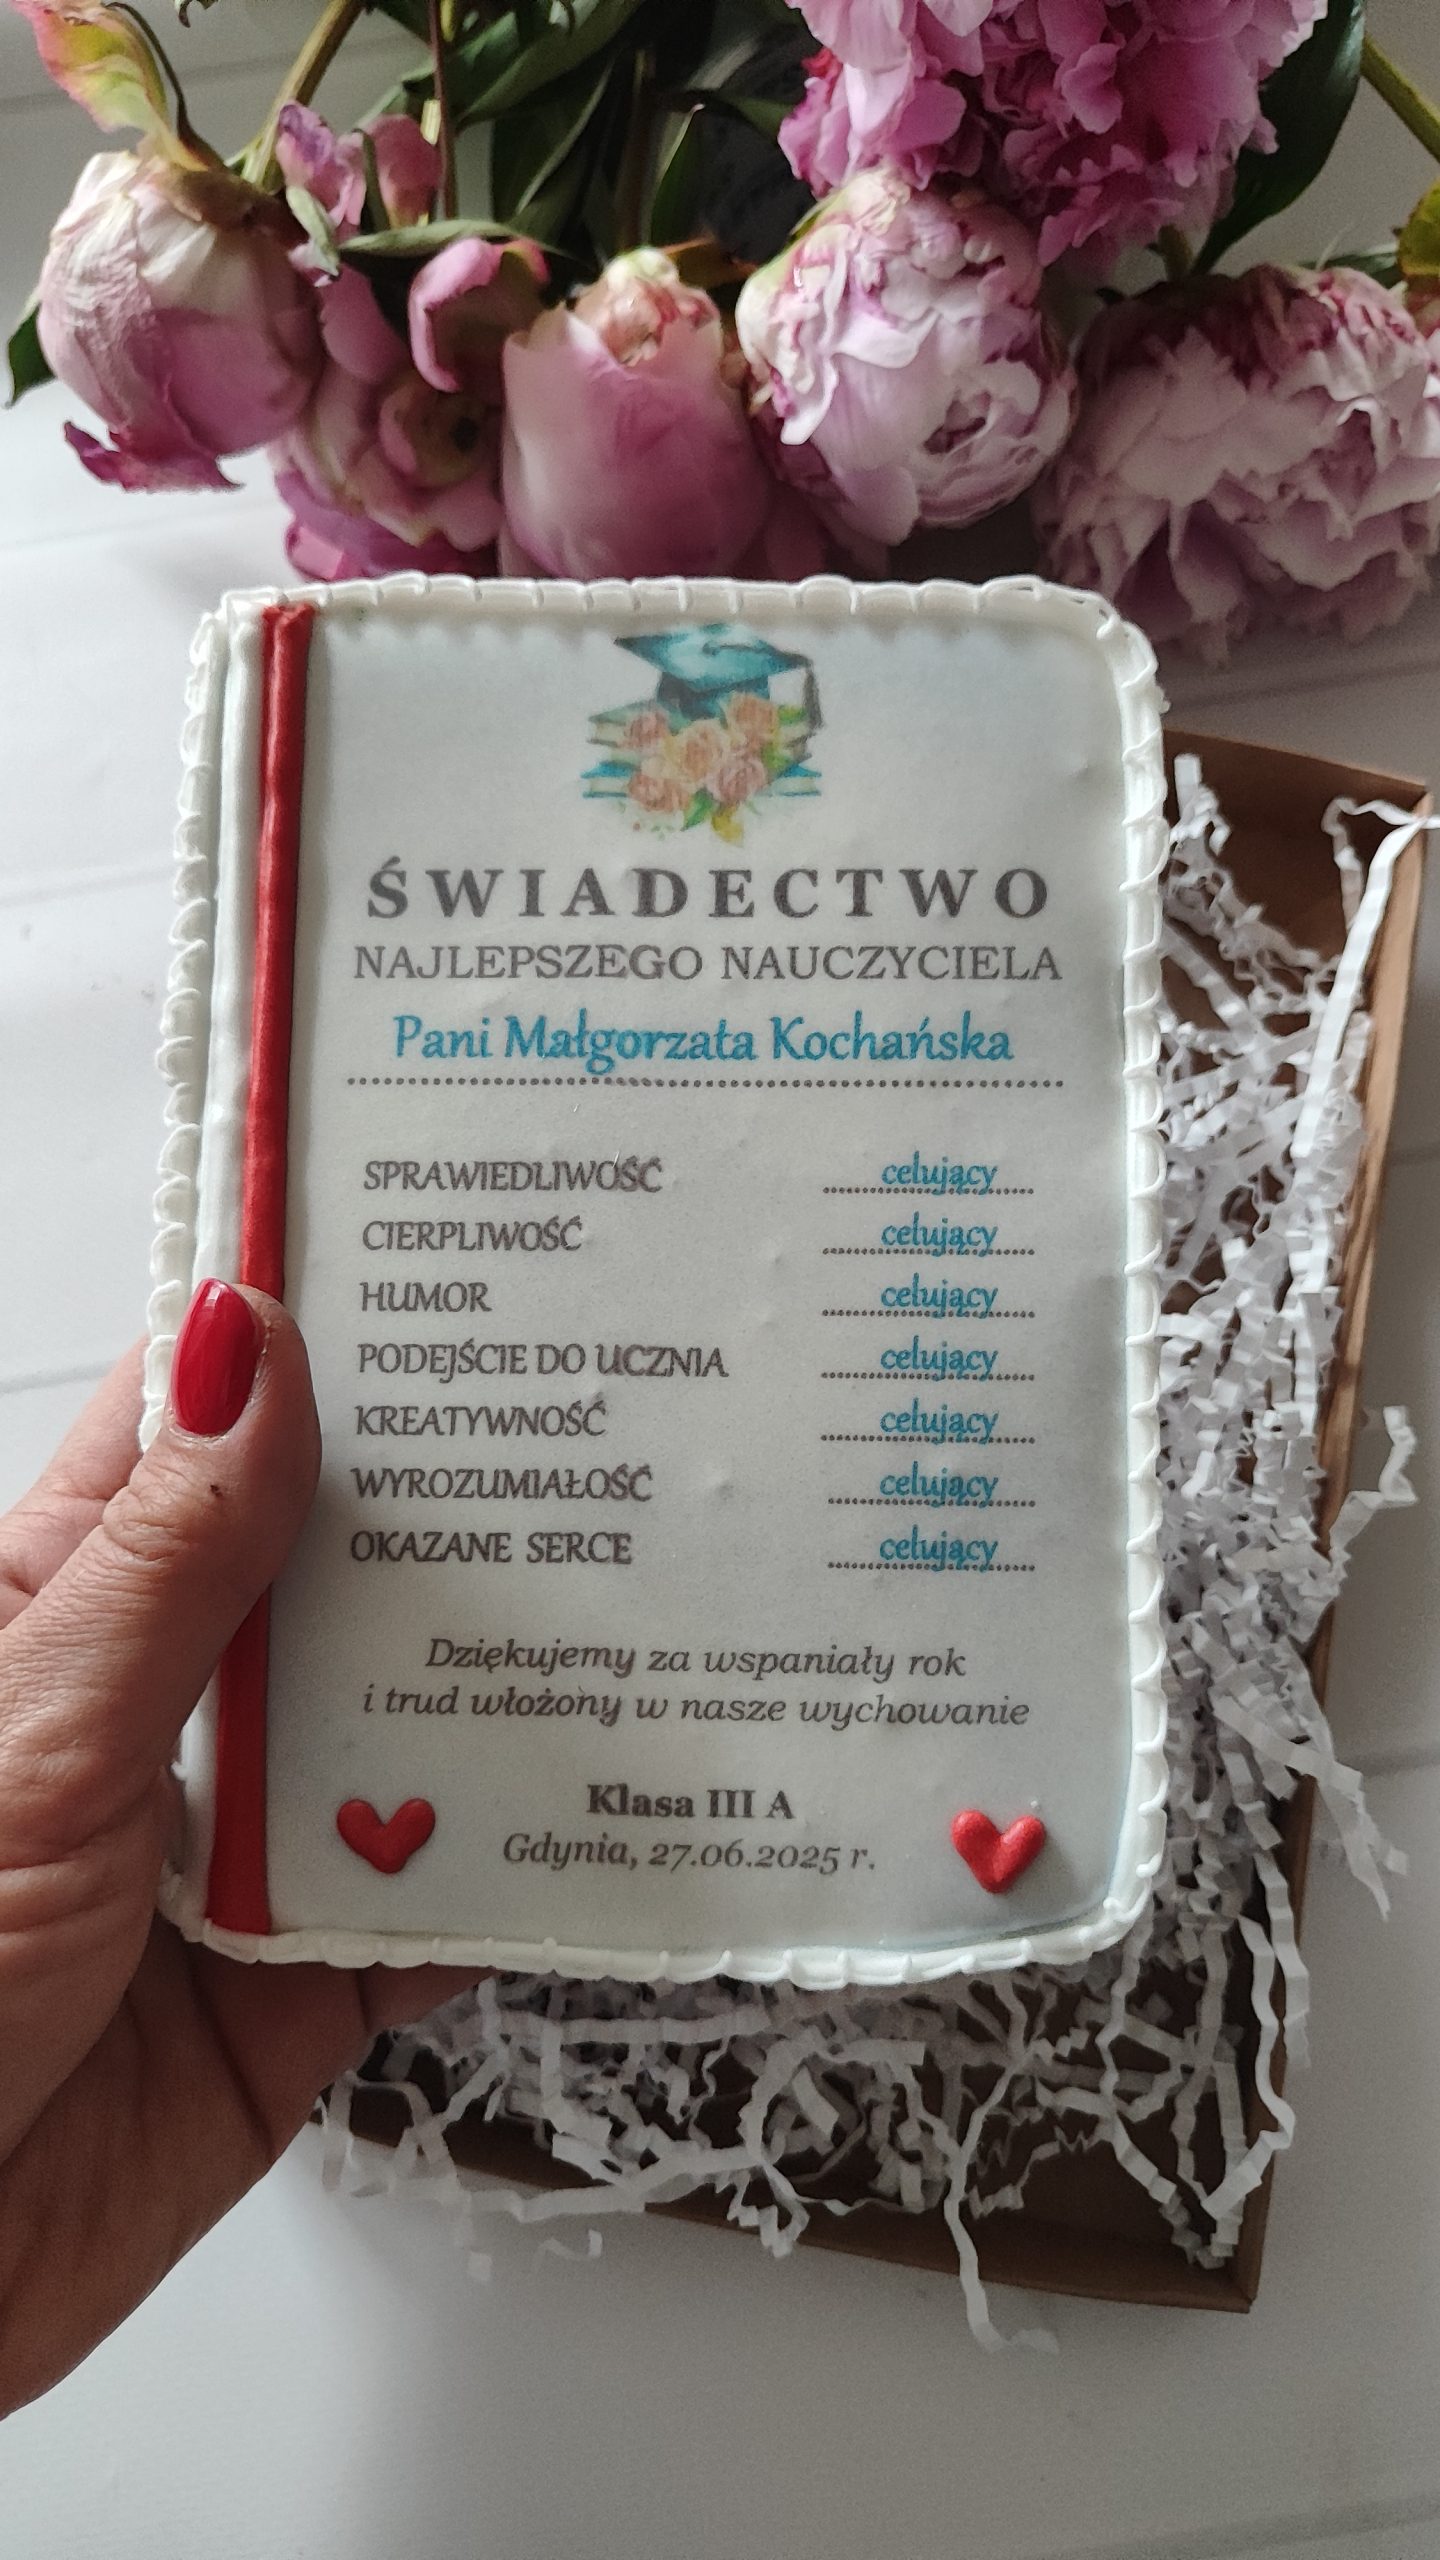 ŚWIADECTWO
NAJLEPSZEGO NAUCZYCIELA
Pani Małgorzata Kochańska
SPRAWIEDLIWOŚĆ celujący
CIERPLIWOŚĆ celujący
HUMOR celujący
PODEJŚCIE DO UCZNIA celujący
KREATYWNOŚĆ celujący
WYROZUMIAŁOŚĆ celujący
OKAZANE SERCE celujący
Dziękujemy za wspaniały rok
i trud włożony w nasze wychowanie
Klasa III A
Gdynia, 27.06.2025 r.